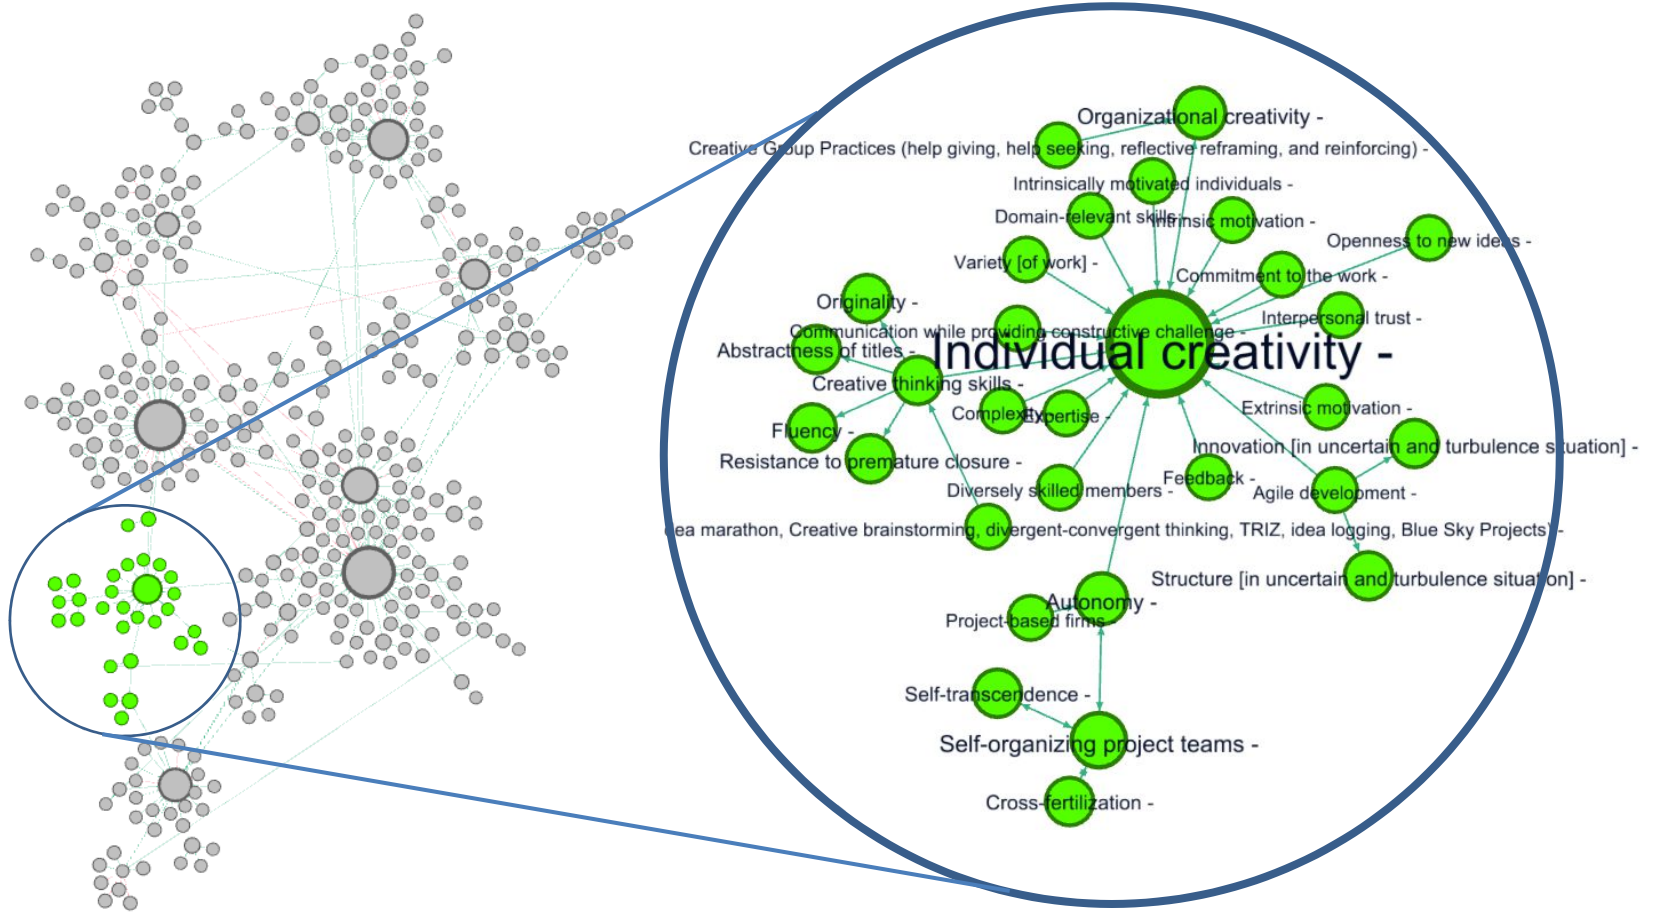 Organizational creativity -
Creative Group Practices (help giving, help seeking, reflective reframing, and reinforcing) -
Intrinsically motivated individuals -
Domain-relevant skills -
Intrinsic motivation -
Openness to new ideas -
Variety [of work] -
Commitment to the work -
Originality -
Interpersonal trust -
Communication while providing constructive challenge -
Abstractness of titles -
Individual creativity -
Creative thinking skills -
Complexity -
Expertise -
Extrinsic motivation -
Fluency -
Innovation [in uncertain and turbulence situation] -
Resistance to premature closure -
Feedback -
Diversely skilled members -
Agile development -
marathon, Creative brainstorming, divergent-convergent thinking, TRIZ, idea logging, Blue Sky Projects) -
Structure [in uncertain and turbulence situation] -
Autonomy -
Project-based firms -
Self-transcendence -
Self-organizing project teams -
Cross-fertilization -